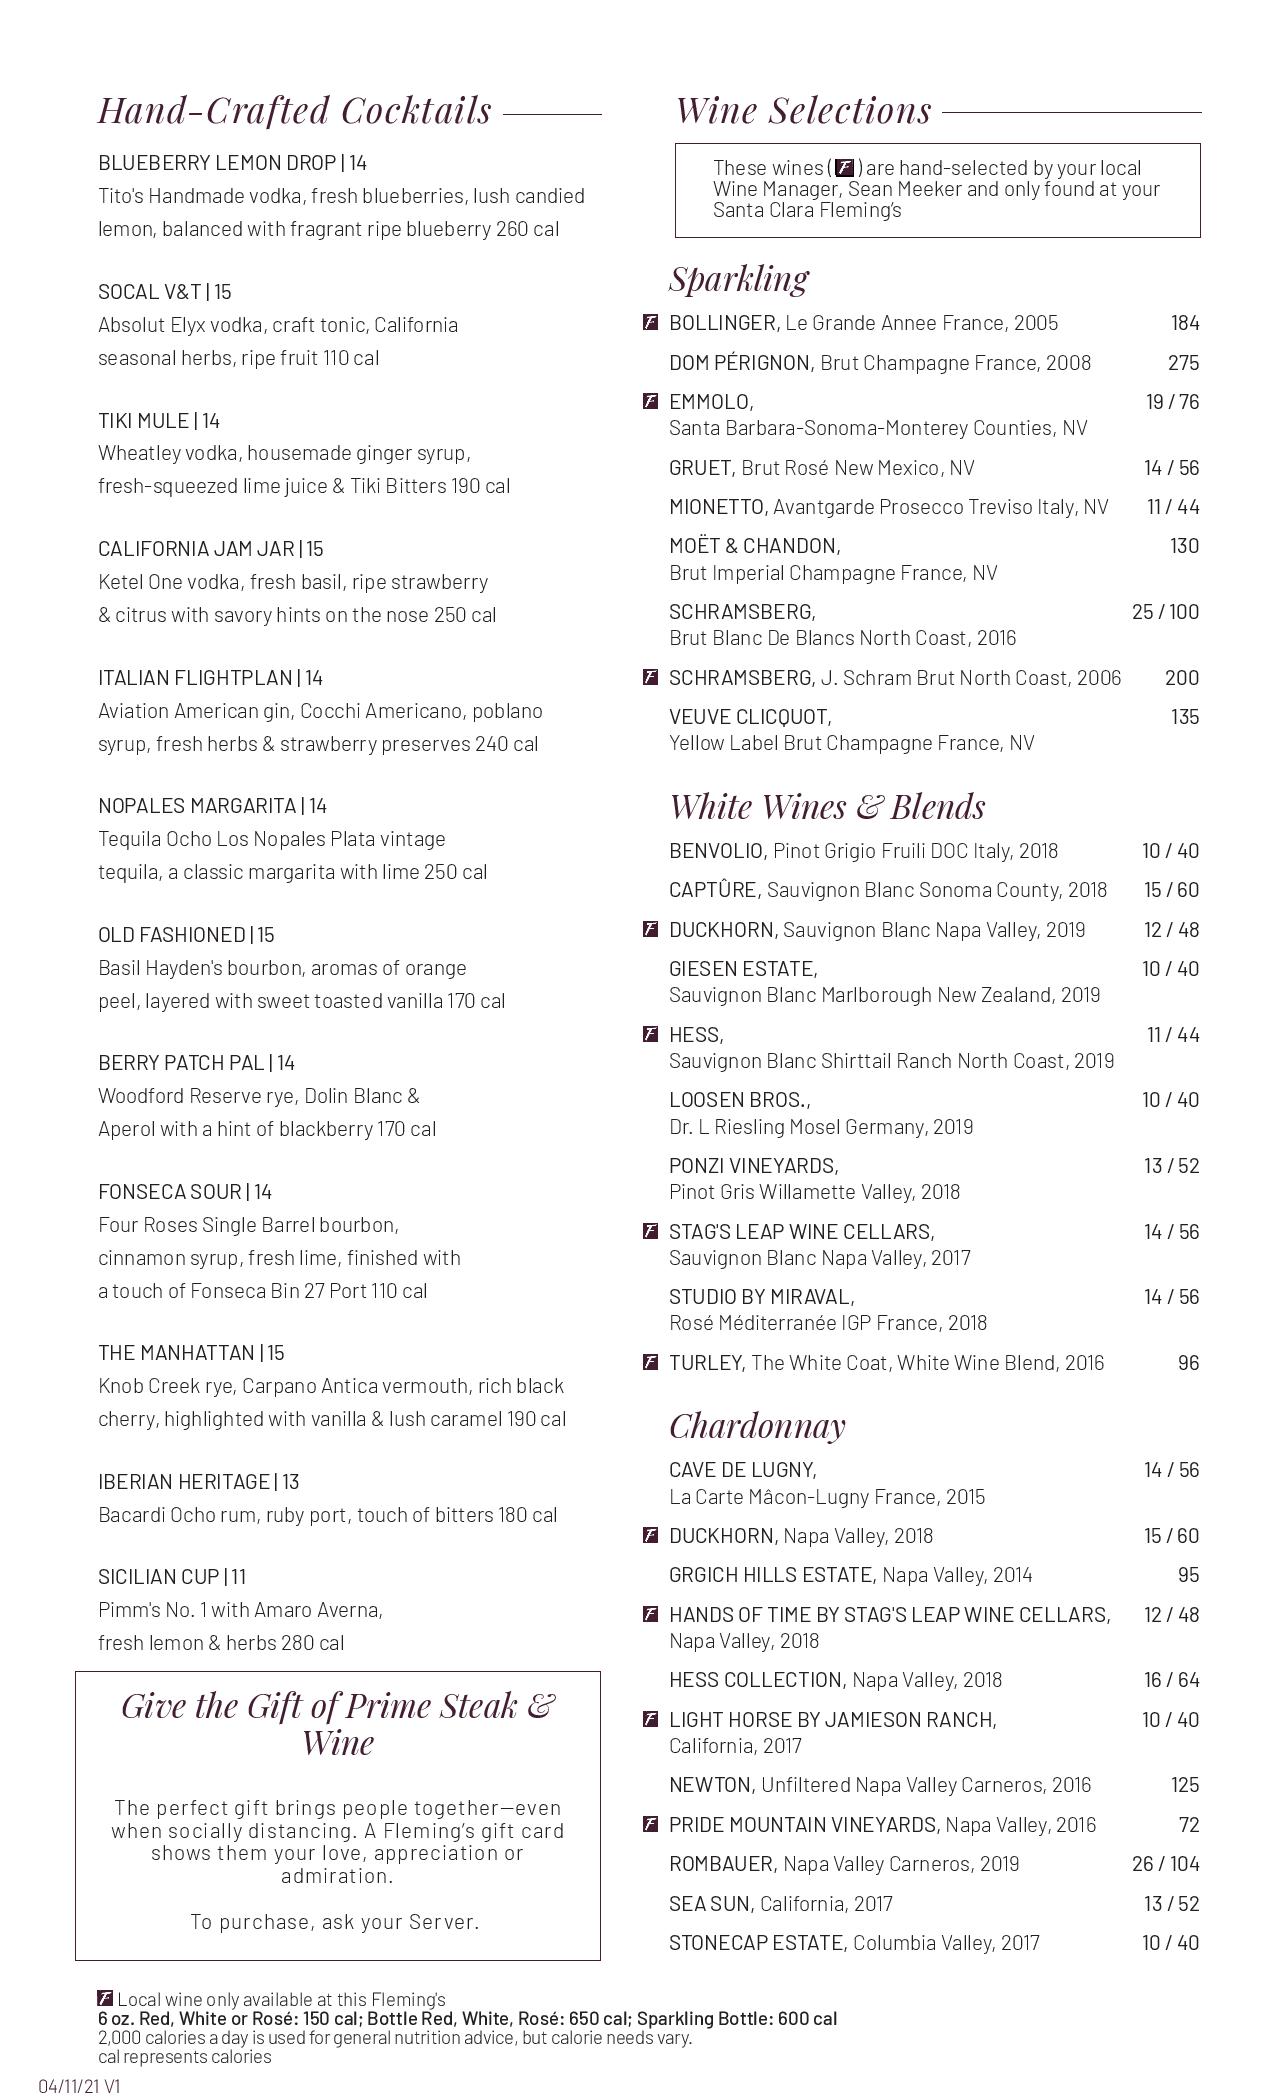 Hand-Crafted Cocktails
BLUEBERRY LEMON DROP | 14
Tito's Handmade vodka, fresh blueberries, lush candied
lemon, balanced with fragrant ripe blueberry 260 cal
SOCAL V&T | 15
Absolut Elyx vodka, craft tonic, California
seasonal herbs, ripe fruit 110 cal
TIKI MULE | 14
Wheatley vodka, housemade ginger syrup,
fresh-squeezed lime juice & Tiki Bitters 190 cal
CALIFORNIA JAM JAR | 15
Ketel One vodka, fresh basil, ripe strawberry
& citrus with savory hints on the nose 250 cal
ITALIAN FLIGHTPLAN | 14
Aviation American gin, Cocchi Americano, poblano
syrup, fresh herbs & strawberry preserves 240 cal
NOPALES MARGARITA | 14
Tequila Ocho Los Nopales Plata vintage
tequila, a classic margarita with lime 250 cal
OLD FASHIONED | 15
Basil Hayden's bourbon, aromas of orange
peel, layered with sweet toasted vanilla 170 cal
BERRY PATCH PAL | 14
Woodford Reserve rye, Dolin Blanc &
Aperol with a hint of blackberry 170 cal
FONSECA SOUR | 14
Four Roses Single Barrel bourbon,
cinnamon syrup, fresh lime, finished with
a touch of Fonseca Bin 27 Port 110 cal
THE MANHATTAN | 15
Knob Creek rye, Carpano Antica vermouth, rich black
cherry, highlighted with vanilla & lush caramel 190 cal
IBERIAN HERITAGE | 13
Bacardi Ocho rum, ruby port, touch of bitters 180 cal
SICILIAN CUP | 11
Pimm's No. 1 with Amaro Averna,
fresh lemon & herbs 280 cal
Give the Gift of Prime Steak &
Wine
The perfect gift brings people together—even
when socially distancing. A Fleming's gift card
shows them your love, appreciation or
admiration.
To purchase, ask your Server.
Wine Selections
These wines ( F ) are hand-selected by your local
Wine Manager, Sean Meeker and only found at your
Santa Clara Fleming's
Sparkling
F BOLLINGER, Le Grande Annee France, 2005 184
DOM PÉRIGNON, Brut Champagne France, 2008 275
F EMMOLO, 19 / 76
Santa Barbara-Sonoma-Monterey Counties, NV
GRUET, Brut Rosé New Mexico, NV 14 / 56
MIONETTO, Avantgarde Prosecco Treviso Italy, NV 11 / 44
MOËT & CHANDON, 130
Brut Imperial Champagne France, NV
SCHRAMSBERG, 25 / 100
Brut Blanc De Blancs North Coast, 2016
F SCHRAMSBERG, J. Schram Brut North Coast, 2006 200
VEUVE CLICQUOT, 135
Yellow Label Brut Champagne France, NV
White Wines & Blends
BENVOLIO, Pinot Grigio Fruili DOC Italy, 2018 10 / 40
CAPTÛRE, Sauvignon Blanc Sonoma County, 2018 15 / 60
F DUCKHORN, Sauvignon Blanc Napa Valley, 2019 12 / 48
GIESEN ESTATE, 10 / 40
Sauvignon Blanc Marlborough New Zealand, 2019
F HESS, 11 / 44
Sauvignon Blanc Shirttail Ranch North Coast, 2019
LOOSEN BROS., 10 / 40
Dr. L Riesling Mosel Germany, 2019
PONZI VINEYARDS, 13 / 52
Pinot Gris Willamette Valley, 2018
F STAG'S LEAP WINE CELLARS, 14 / 56
Sauvignon Blanc Napa Valley, 2017
STUDIO BY MIRAVAL, 14 / 56
Rosé Méditerranée IGP France, 2018
F TURLEY, The White Coat, White Wine Blend, 2016 96
Chardonnay
CAVE DE LUGNY, 14 / 56
La Carte Mâcon-Lugny France, 2015
F DUCKHORN, Napa Valley, 2018 15 / 60
GRGICH HILLS ESTATE, Napa Valley, 2014 95
F HANDS OF TIME BY STAG'S LEAP WINE CELLARS, 12 / 48
Napa Valley, 2018
HESS COLLECTION, Napa Valley, 2018 16 / 64
F LIGHT HORSE BY JAMIESON RANCH, 10 / 40
California, 2017
NEWTON, Unfiltered Napa Valley Carneros, 2016 125
F PRIDE MOUNTAIN VINEYARDS, Napa Valley, 2016 72
ROMBAUER, Napa Valley Carneros, 2019 26 / 104
SEA SUN, California, 2017 13 / 52
STONECAP ESTATE, Columbia Valley, 2017 10 / 40
F Local wine only available at this Fleming's
6 oz. Red, White or Rosé: 150 cal; Bottle Red, White, Rosé: 650 cal; Sparkling Bottle: 600 cal
2,000 calories a day is used for general nutrition advice, but calorie needs vary.
cal represents calories
04/11/21 V1